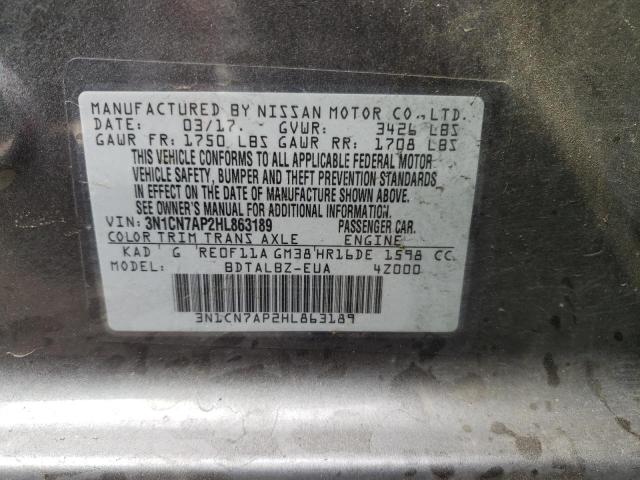 MANUFACTURED BY NISSAN MOTOR CO., LTD.
DATE: 03/17. GVWR: 3426 LBS
GAWR FR: 1750 LBS GAWR RR: 1708 LBS
THIS VEHICLE CONFORMS TO ALL APPLICABLE FEDERAL MOTOR
VEHICLE SAFETY, BUMPER AND THEFT PREVENTION STANDARDS
IN EFFECT ON THE DATE OF MANUFACTURE SHOWN ABOVE.
SEE OWNER'S MANUAL FOR ADDITIONAL INFORMATION.
VIN: 3N1CN7AP2HL863189 PASSENGER CAR.
COLOR TRIM TRANS AXLE ENGINE
KAD G RE0F11A GM38 HR16DE 1598 CC.
MODEL: BDTALBZ-EUA 4Z000
3N1CN7AP2HL863189